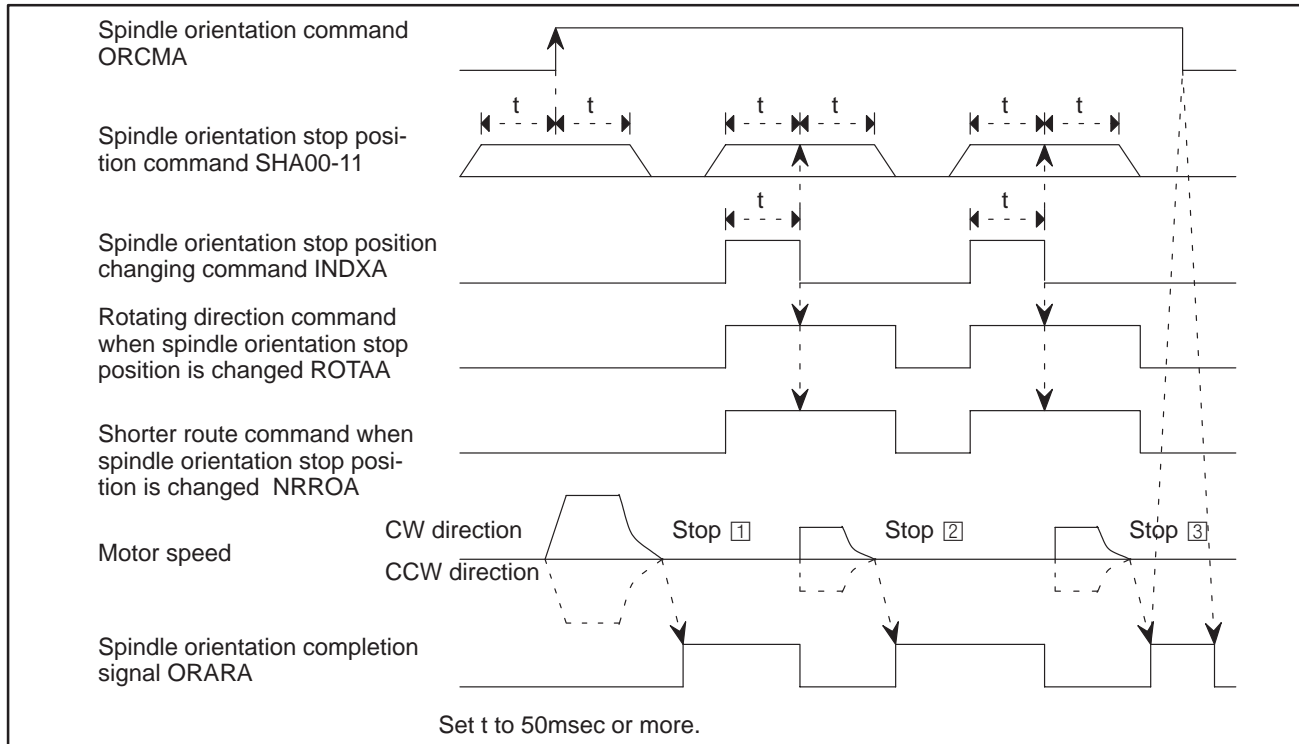 Spindle orientation command
ORCMA
t t t t t t
Spindle orientation stop posi-
tion command SHA00-11
t t
Spindle orientation stop position
changing command INDXA
Rotating direction command
when spindle orientation stop
position is changed ROTAA
Shorter route command when
spindle orientation stop posi-
tion is changed NRROA
CW direction Stop 1 Stop 2 Stop 3
Motor speed
CCW direction
Spindle orientation completion
signal ORARA
Set t to 50msec or more.